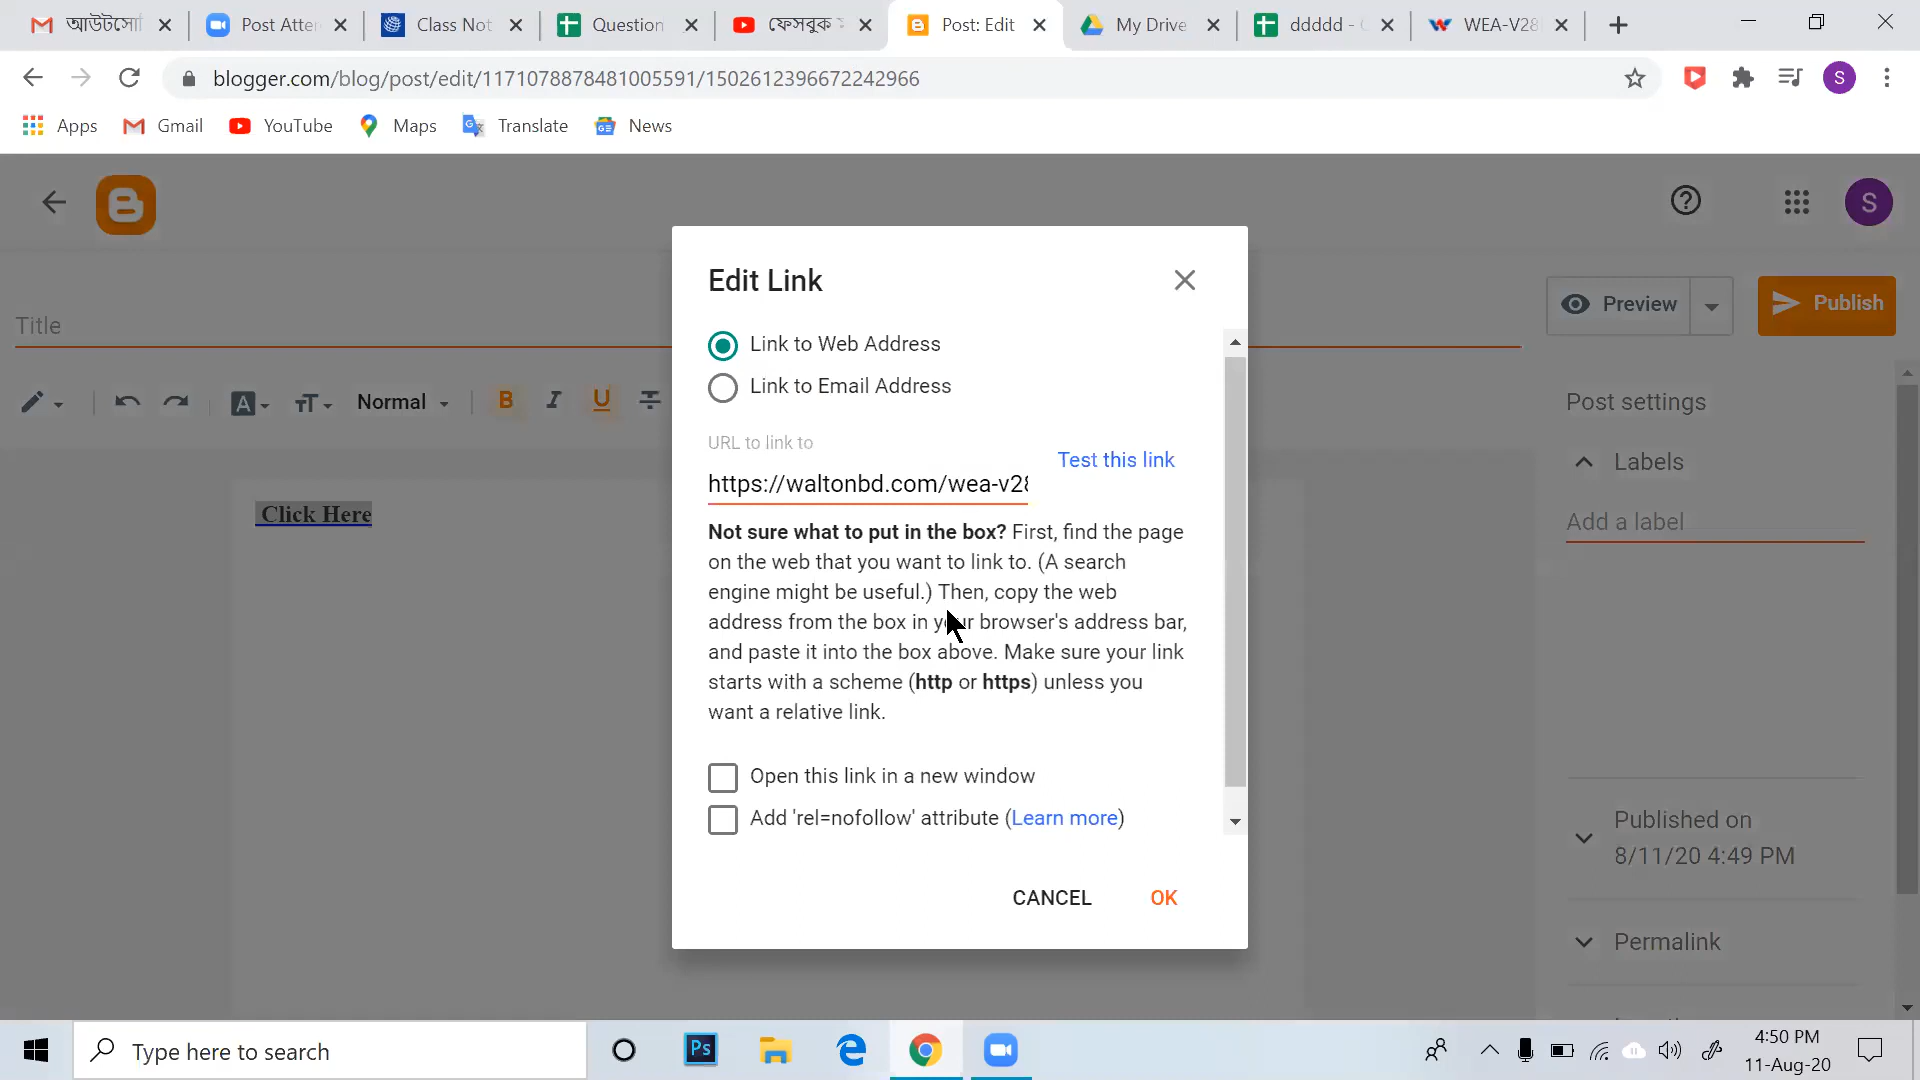 আউটসো
Post Atter
Class Not
Question
ফেসবুক
Post: Edit
My Drive
ddddd -
WEA-V28
blogger.com/blog/post/edit/1171078878481005591/1502612396672242966
S
Apps
Gmail
YouTube
Maps
Translate
News
S
Title
Preview
Publish
Normal
B
I
U
Click Here
Edit Link
Link to Web Address
Link to Email Address
URL to link to
Test this link
https://waltonbd.com/wea-v28
Not sure what to put in the box? First, find the page
on the web that you want to link to. (A search
engine might be useful.) Then, copy the web
address from the box in your browser's address bar,
and paste it into the box above. Make sure your link
starts with a scheme (http or https) unless you
want a relative link.
Open this link in a new window
Add 'rel=nofollow' attribute (Learn more)
CANCEL
OK
Post settings
Labels
Add a label
Published on
8/11/20 4:49 PM
Permalink
Type here to search
Ps
4:50 PM
11-Aug-20